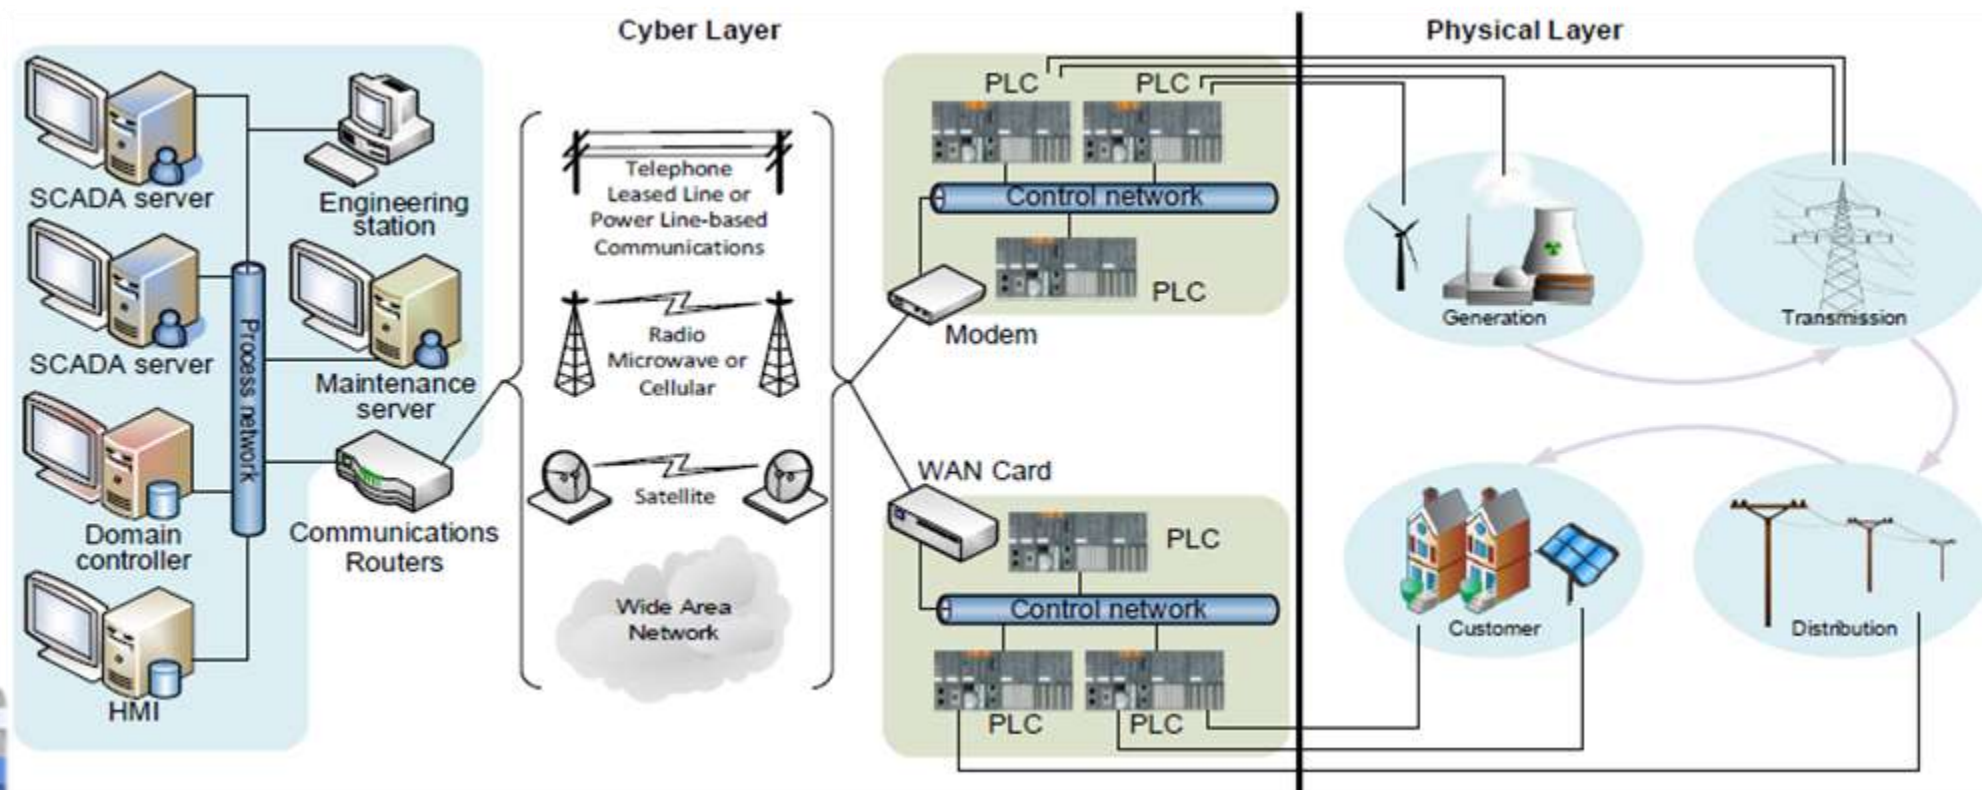 Cyber Layer
Physical Layer
SCADA server
Engineering
station
SCADA server
Process network
Maintenance
server
Domain
controller
Communications
Routers
HMI
Telephone
Leased Line or
Power Line-based
Communications
Radio
Microwave or
Cellular
Satellite
Wide Area
Network
PLC
PLC
Control network
PLC
Modem
WAN Card
PLC
Control network
PLC
PLC
Generation
Transmission
Customer
Distribution